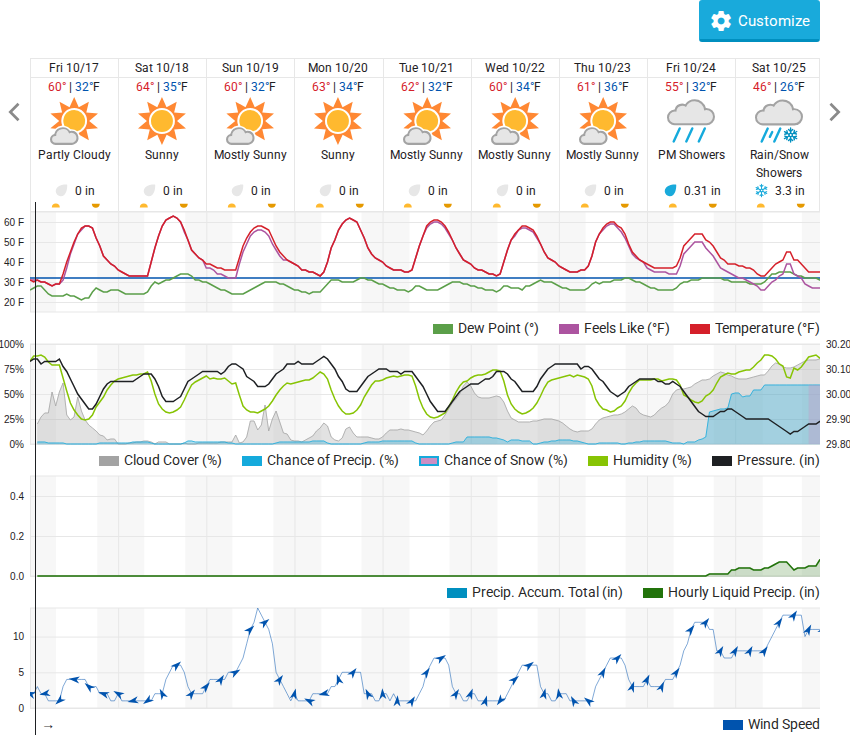 Customize
Fri 10/17 Sat 10/18 Sun 10/19 Mon 10/20 Tue 10/21 Wed 10/22 Thu 10/23 Fri 10/24 Sat 10/25
60° | 32°F 64° | 35°F 60° | 32°F 63° | 34°F 62° | 32°F 60° | 34°F 61° | 36°F 55° | 32°F 46° | 26°F
Partly Cloudy Sunny Mostly Sunny Sunny Mostly Sunny Mostly Sunny Mostly Sunny PM Showers Rain/Snow
Showers
0 in 0 in 0 in 0 in 0 in 0 in 0 in 0.31 in 3.3 in
60 F
50 F
40 F
30 F
20 F
Dew Point (°) Feels Like (°F) Temperature (°F)
100% 30.20
75% 30.10
50% 30.00
25% 29.90
0% 29.80
Cloud Cover (%) Chance of Precip. (%) Chance of Snow (%) Humidity (%) Pressure. (in)
0.4
0.2
0.0
Precip. Accum. Total (in) Hourly Liquid Precip. (in)
10
5
0
→ Wind Speed